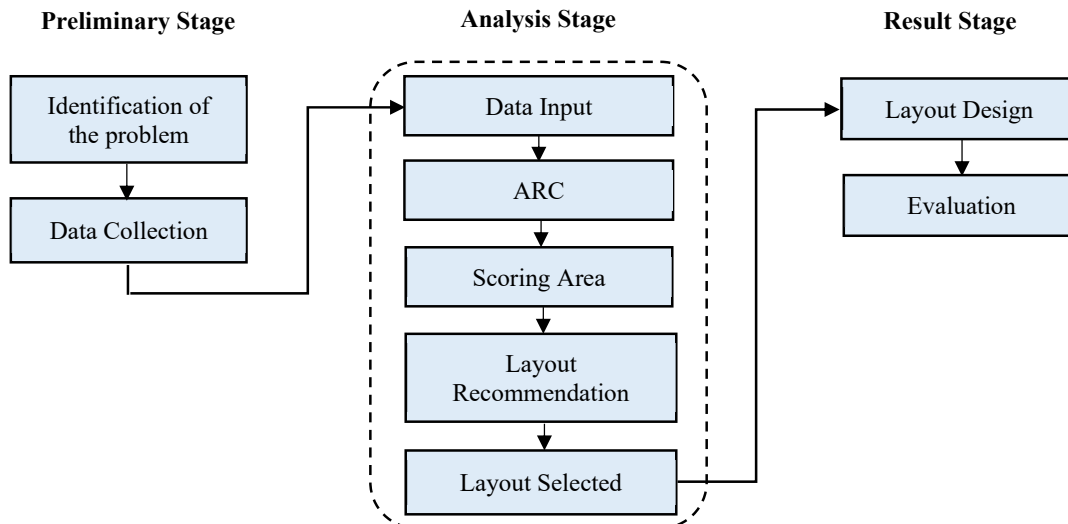 Preliminary Stage
Identification of
the problem
Data Collection
Analysis Stage
Data Input
ARC
Scoring Area
Layout
Recommendation
Layout Selected
Result Stage
Layout Design
Evaluation